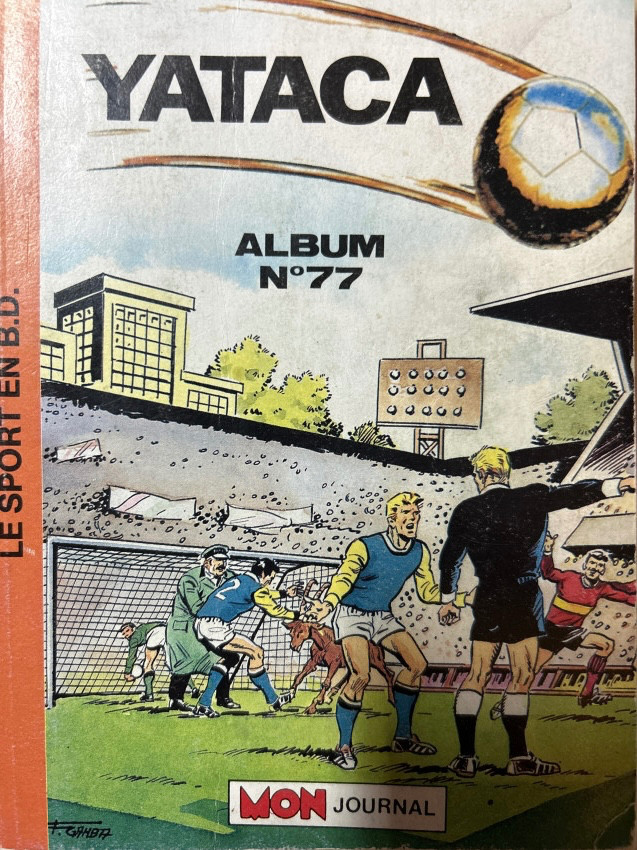 YATACA
ALBUM
N°77
LE SPORT EN B.D.
2
MON JOURNAL